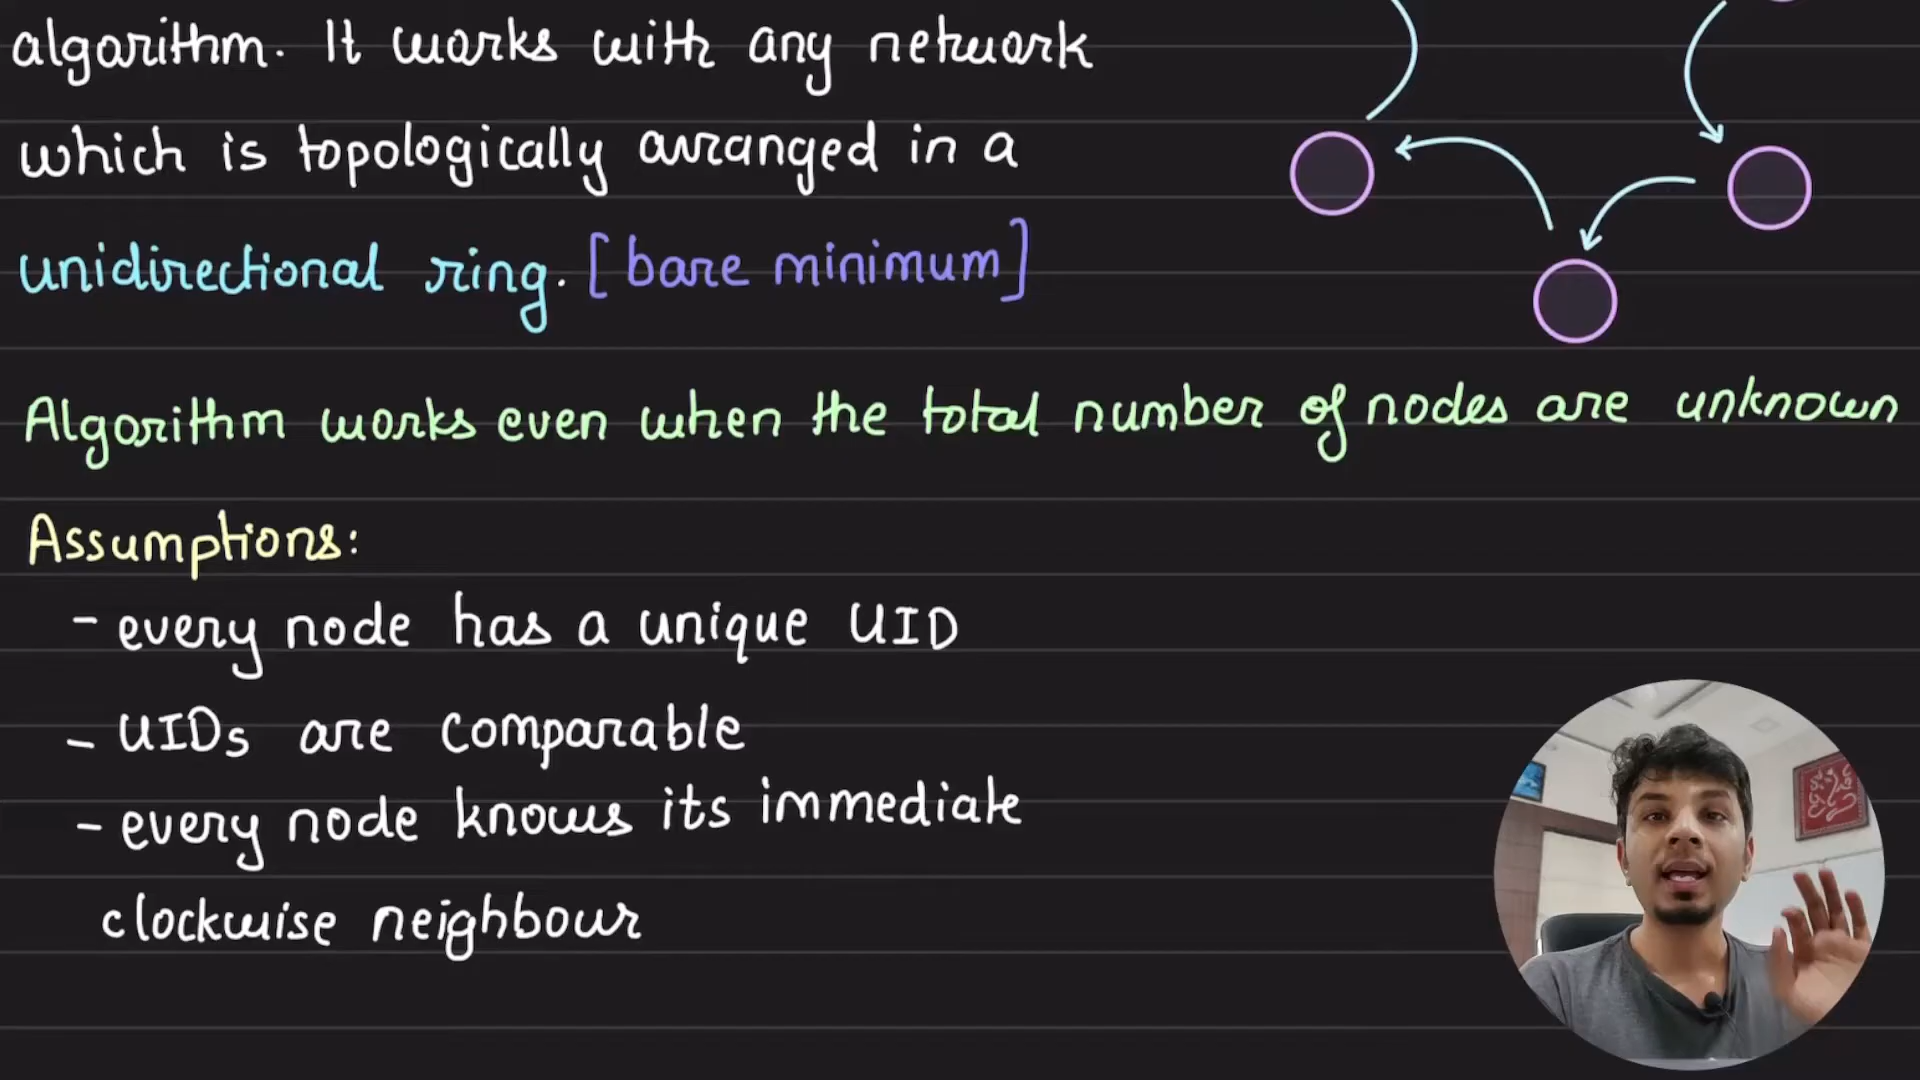 algorithm. It works with any network
which is topologically arranged in a
unidirectional ring. [bare minimum]
Algorithm works even when the total number of nodes are unknown
Assumptions:
- every node has a unique UID
- UIDs are comparable
- every node knows its immediate
clockwise neighbour